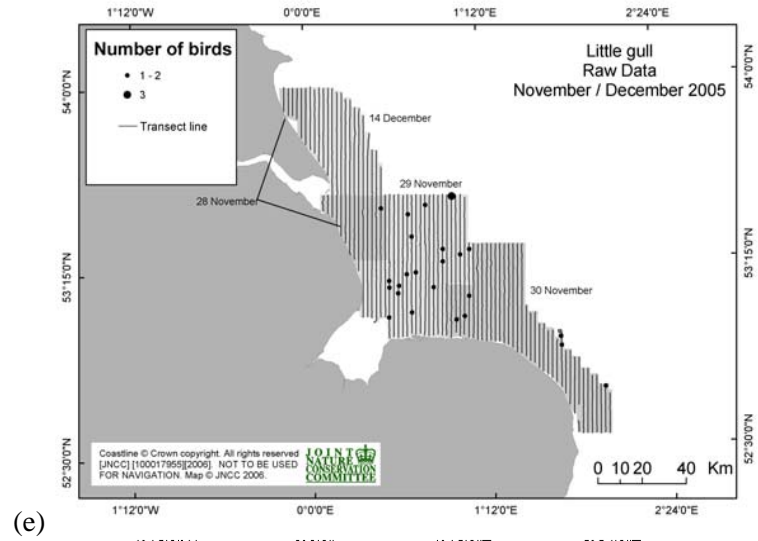 1°12'0"W 0°0'0"E 1°12'0"E 2°24'0"E
Number of birds
1 - 2
3
Transect line
Little gull
Raw Data
November / December 2005
54°0'0"N
54°0'0"N
14 December
29 November
28 November
53°15'0"N
53°15'0"N
30 November
52°30'0"N
52°30'0"N
Coastline © Crown copyright. All rights reserved
[JNCC] [100017955][2006]. NOT TO BE USED
FOR NAVIGATION. Map © JNCC 2006.
JOINT
NATURE
CONSERVATION
COMMITTEE
0 10 20 40 Km
1°12'0"W 0°0'0"E 1°12'0"E 2°24'0"E
(e)